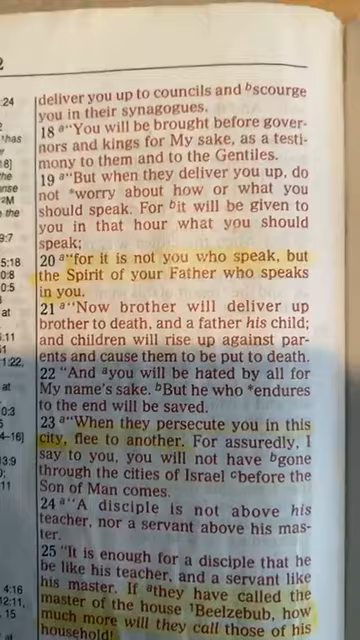 2
deliver you up to councils and bscourge
you in their synagogues.
18 a"You will be brought before gover-
nors and kings for My sake, as a testi-
mony to them and to the Gentiles.
19 a"But when they deliver you up, do
not *worry about how or what you
should speak. For bit will be given to
you in that hour what you should
speak;
20 a"for it is not you who speak, but
the Spirit of your Father who speaks
in you.
21 a"Now brother will deliver up
brother to death, and a father his child;
and children will rise up against par-
ents and cause them to be put to death.
22 "And ayou will be hated by all for
My name's sake. bBut he who *endures
to the end will be saved.
23 a"When they persecute you in this
city, flee to another. For assuredly, I
say to you, you will not have bgone
through the cities of Israel cbefore the
Son of Man comes.
24 a"A disciple is not above his
teacher, nor a servant above his mas-
ter.
25 "It is enough for a disciple that he
be like his teacher, and a servant like
his master. If athey have called the
master of the house 1Beelzebub, how
much more will they call those of his
household!
:24
1has
18]
the
2M
the
9:7
5:18
0:8
0:5
at
:11
51
1:22,
at
0:3
4–16]
13:9
0;
:11
4:16
12:11,
15,